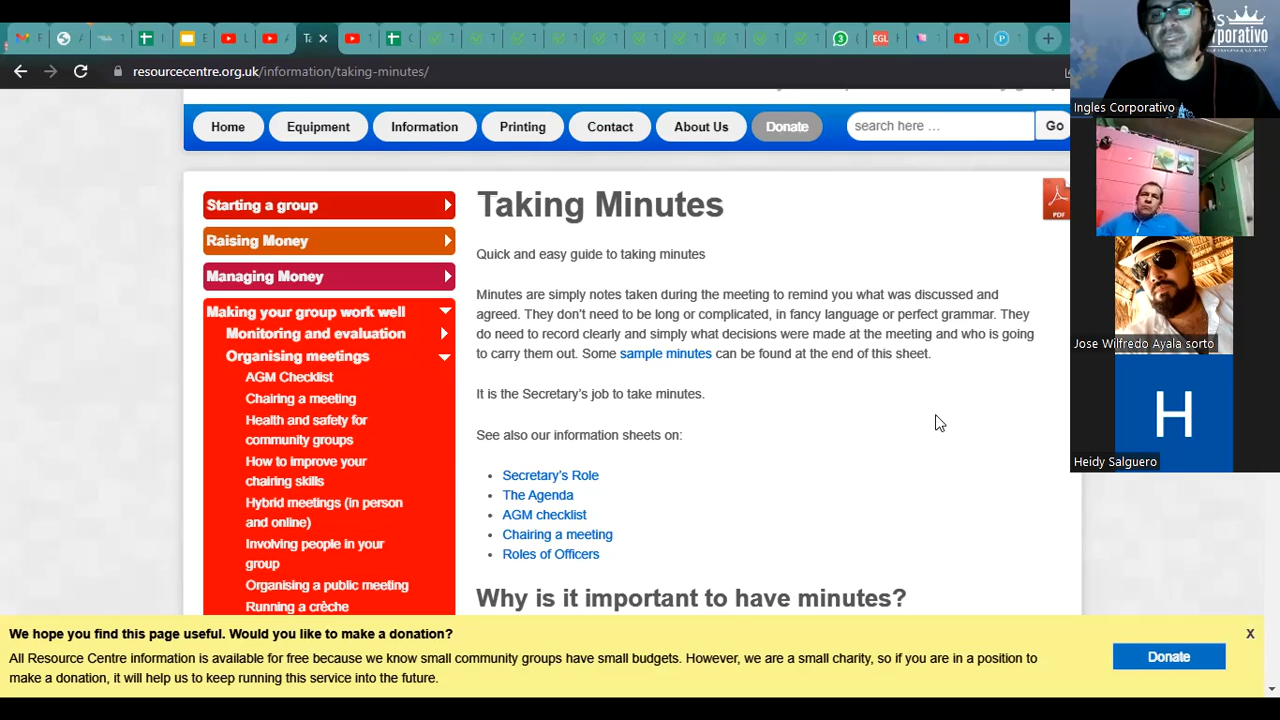 Ta
resourcecentre.org.uk/information/taking-minutes/
Home
Equipment
Information
Printing
Contact
About Us
Donate
search here ...
Go
Starting a group
Raising Money
Managing Money
Making your group work well
Monitoring and evaluation
Organising meetings
AGM Checklist
Chairing a meeting
Health and safety for
community groups
How to improve your
chairing skills
Hybrid meetings (in person
and online)
Involving people in your
group
Organising a public meeting
Running a crèche
Taking Minutes
PDF
Quick and easy guide to taking minutes
Minutes are simply notes taken during the meeting to remind you what was discussed and
agreed. They don't need to be long or complicated, in fancy language or perfect grammar. They
do need to record clearly and simply what decisions were made at the meeting and who is going
to carry them out. Some sample minutes can be found at the end of this sheet.
It is the Secretary's job to take minutes.
See also our information sheets on:
Secretary's Role
The Agenda
AGM checklist
Chairing a meeting
Roles of Officers
Why is it important to have minutes?
We hope you find this page useful. Would you like to make a donation?
X
All Resource Centre information is available for free because we know small community groups have small budgets. However, we are a small charity, so if you are in a position to
make a donation, it will help us to keep running this service into the future.
Donate
Ingles Corporativo
Jose Wilfredo Ayala sorto
H
Heidy Salguero